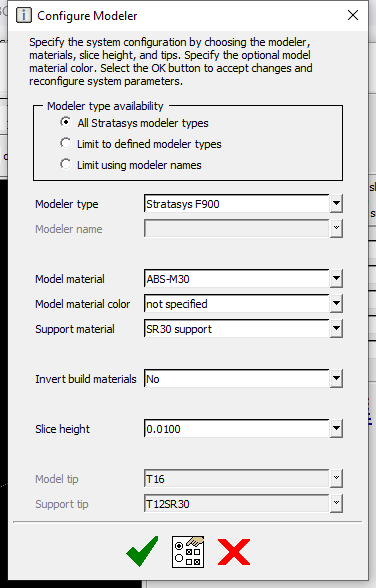 Configure Modeler
Specify the system configuration by choosing the modeler,
materials, slice height, and tips. Specify the optional model
material color. Select the OK button to accept changes and
reconfigure system parameters.
Modeler type availability
All Stratasys modeler types
Limit to defined modeler types
Limit using modeler names
Modeler type Stratasys F900
Modeler name
Model material ABS-M30
Model material color not specified
Support material SR30 support
Invert build materials No
Slice height 0.0100
Model tip T16
Support tip T12SR30